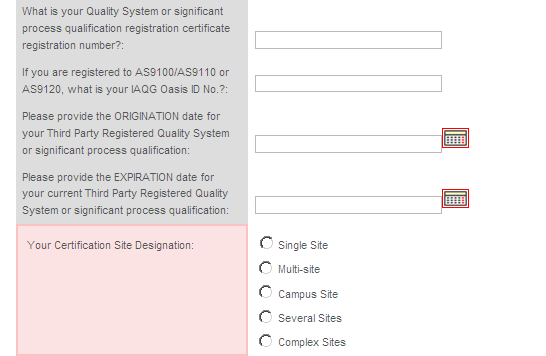 What is your Quality System or significant
process qualification registration certificate
registration number?:
If you are registered to AS9100/AS9110 or
AS9120, what is your IAQG Oasis ID No.?:
Please provide the ORIGINATION date for
your Third Party Registered Quality System
or significant process qualification:
Please provide the EXPIRATION date for
your current Third Party Registered Quality
System or significant process qualification:
Your Certification Site Designation:
Single Site
Multi-site
Campus Site
Several Sites
Complex Sites